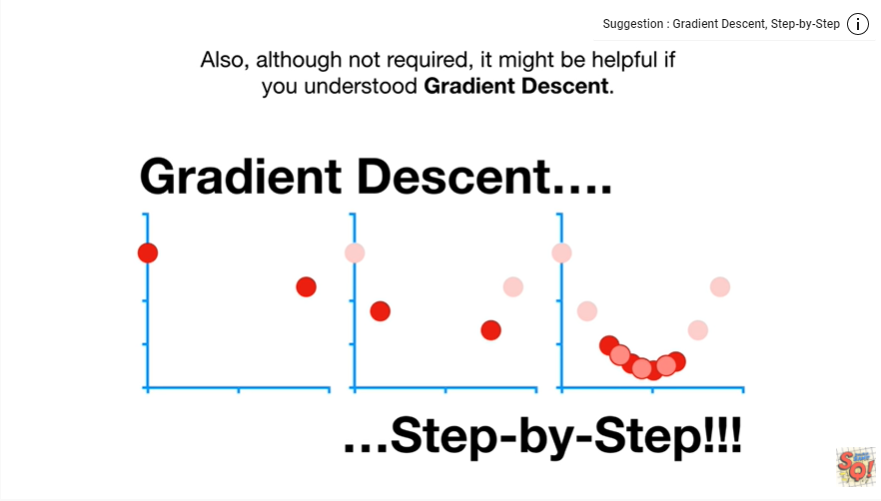 Suggestion : Gradient Descent, Step-by-Step
Also, although not required, it might be helpful if
you understood Gradient Descent.
Gradient Descent....
...Step-by-Step!!!
SQ!